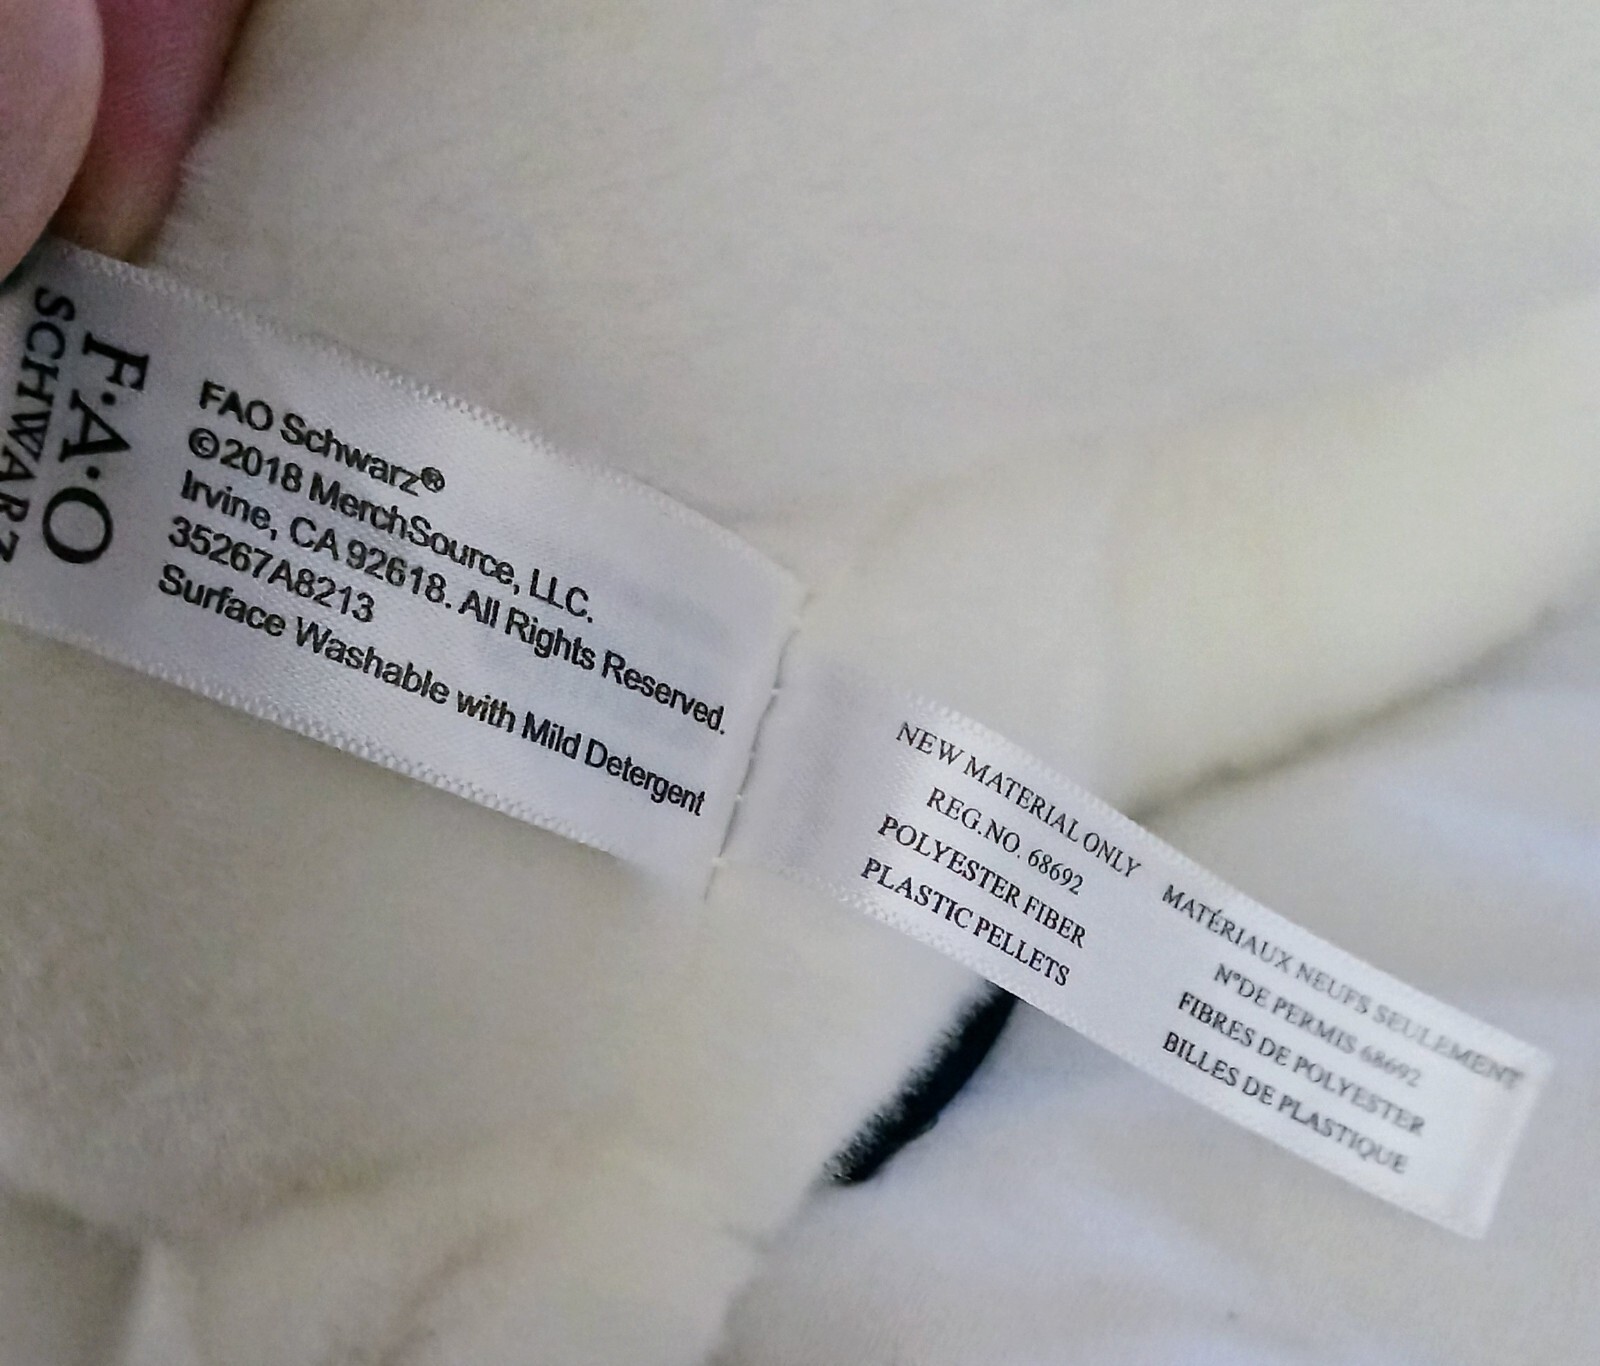 F·A·O
SCHWARZ
FAO Schwarz®
©2018 MerchSource, LLC.
Irvine, CA 92618. All Rights Reserved.
35267A8213
Surface Washable with Mild Detergent
NEW MATERIAL ONLY
REG.NO. 68692
POLYESTER FIBER
PLASTIC PELLETS
MATÉRIAUX NEUFS SEULEMENT
N°DE PERMIS 68692
FIBRES DE POLYESTER
BILLES DE PLASTIQUE